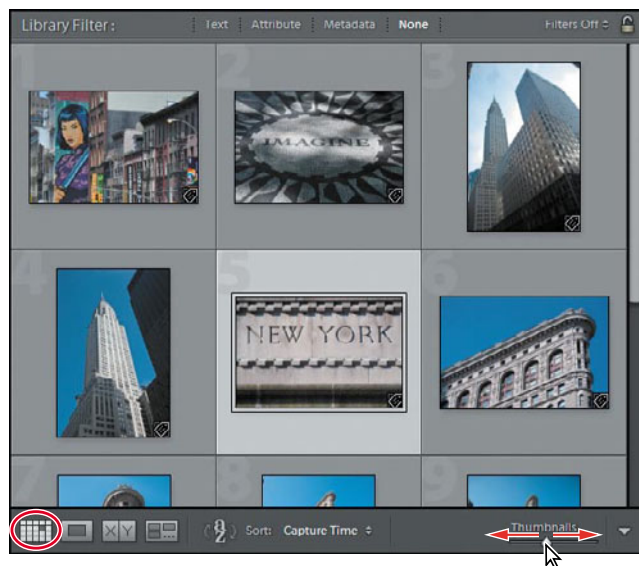 Library Filter: Text Attribute Metadata None Filters Off
1 2 3
IMAGINE
4 5 6
NEW YORK
7 8 9
XY Sort: Capture Time Thumbnails